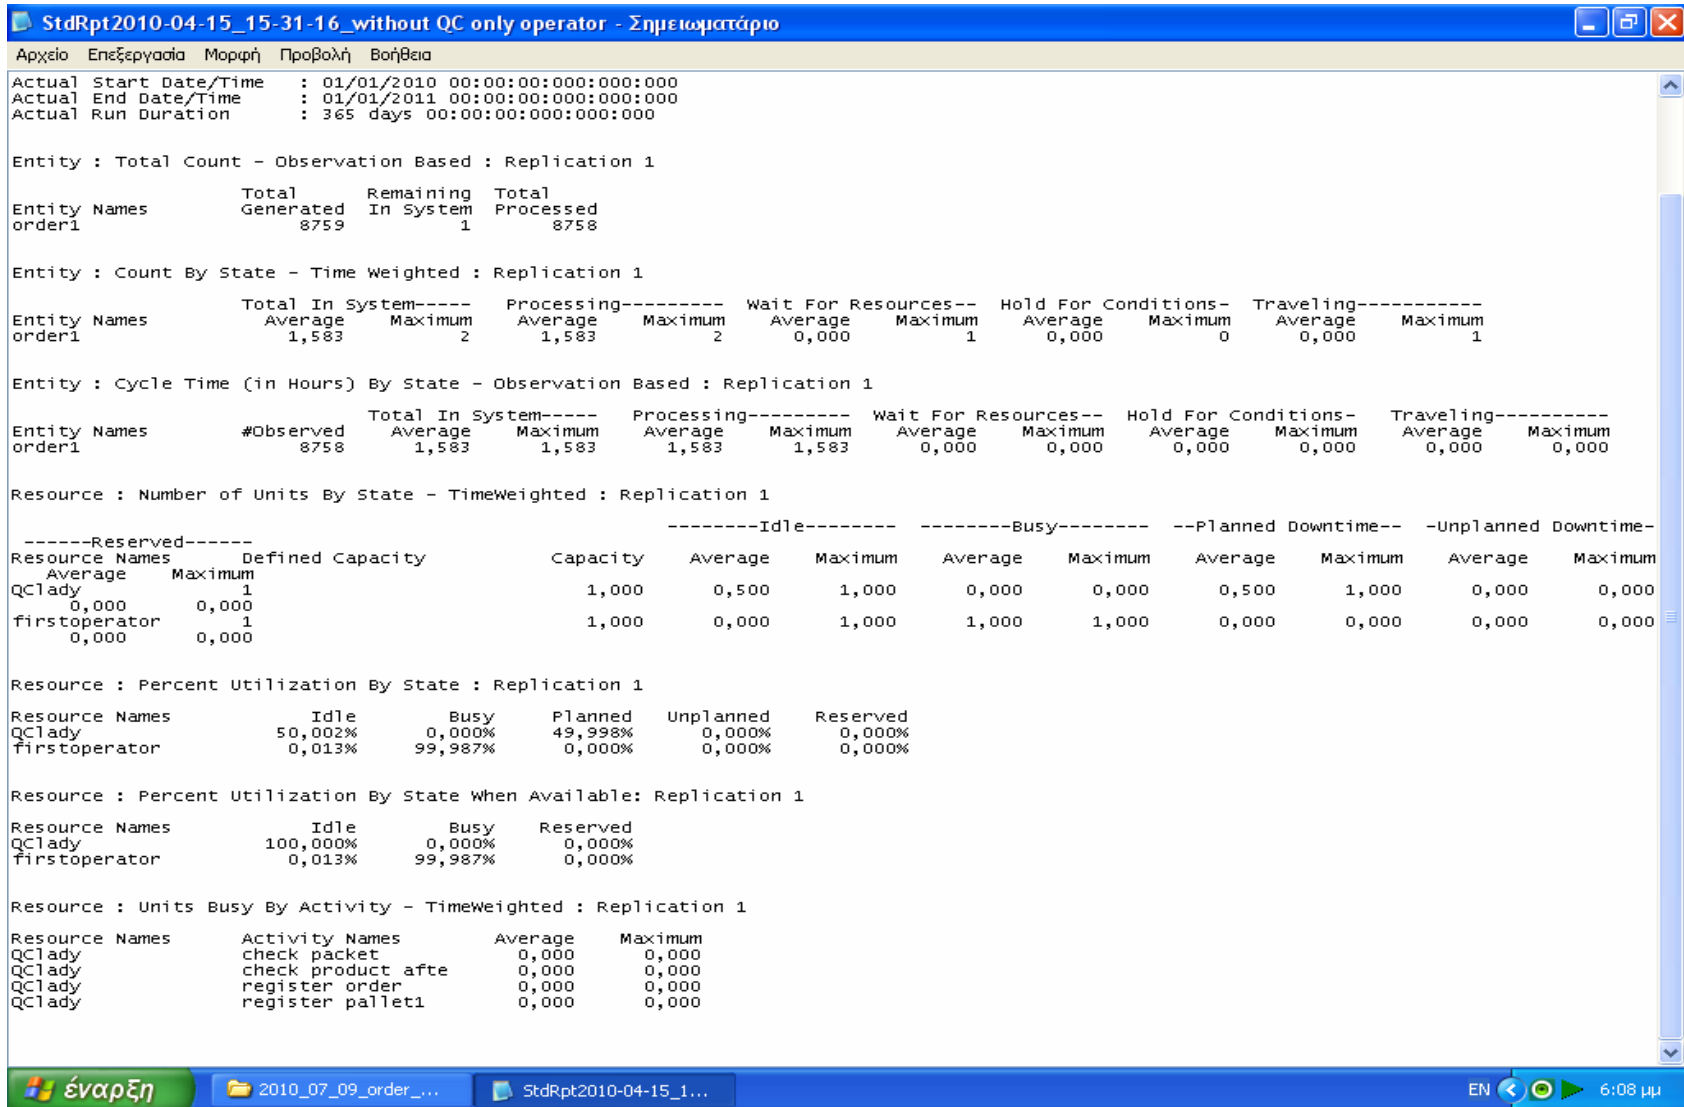 StdRpt2010-04-15_15-31-16_without QC only operator - Σημειωματάριο
Αρχείο Επεξεργασία Μορφή Προβολή Βοήθεια
Actual Start Date/Time : 01/01/2010 00:00:00:000:000:000
Actual End Date/Time : 01/01/2011 00:00:00:000:000:000
Actual Run Duration : 365 days 00:00:00:000:000:000
Entity : Total Count - Observation Based : Replication 1
Total Remaining Total
Entity Names Generated In System Processed
order1 8759 1 8758
Entity : Count By State - Time Weighted : Replication 1
Total In System----- Processing--------- Wait For Resources-- Hold For Conditions- Traveling-----------
Entity Names Average Maximum Average Maximum Average Maximum Average Maximum Average Maximum
order1 1,583 2 1,583 2 0,000 1 0,000 0 0,000 1
Entity : Cycle Time (in Hours) By State - Observation Based : Replication 1
Total In System----- Processing--------- Wait For Resources-- Hold For Conditions- Traveling----------
Entity Names #Observed Average Maximum Average Maximum Average Maximum Average Maximum Average Maximum
order1 8758 1,583 1,583 1,583 1,583 0,000 0,000 0,000 0,000 0,000 0,000
Resource : Number of Units By State - TimeWeighted : Replication 1
--------Idle-------- --------Busy-------- --Planned Downtime-- -Unplanned Downtime-
------Reserved------
Resource Names Defined Capacity Capacity Average Maximum Average Maximum Average Maximum Average Maximum
Average Maximum
QClady 1 1,000 0,500 1,000 0,000 0,000 0,500 1,000 0,000 0,000
0,000 0,000
firstoperator 1 1,000 0,000 1,000 1,000 1,000 0,000 0,000 0,000 0,000
0,000 0,000
Resource : Percent Utilization By State : Replication 1
Resource Names Idle Busy Planned Unplanned Reserved
QClady 50,002% 0,000% 49,998% 0,000% 0,000%
firstoperator 0,013% 99,987% 0,000% 0,000% 0,000%
Resource : Percent Utilization By State When Available: Replication 1
Resource Names Idle Busy Reserved
QClady 100,000% 0,000% 0,000%
firstoperator 0,013% 99,987% 0,000%
Resource : Units Busy By Activity - TimeWeighted : Replication 1
Resource Names Activity Names Average Maximum
QClady check packet 0,000 0,000
QClady check product afte 0,000 0,000
QClady register order 0,000 0,000
QClady register pallet1 0,000 0,000
έναρξη 2010_07_09_order_... StdRpt2010-04-15_1... EN 6:08 μμ